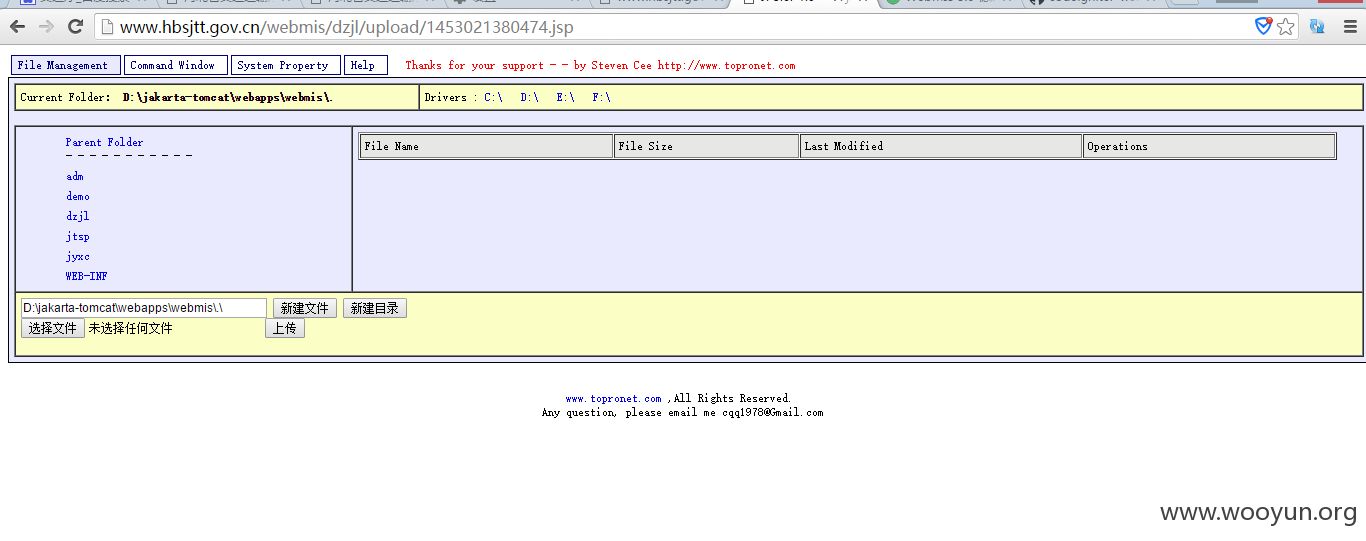 www.hbsjtt.gov.cn/webmis/dzjl/upload/1453021380474.jsp
File Management Command Window System Property Help Thanks for your support - - by Steven Cee http://www.topronet.com
Current Folder: D:\jakarta-tomcat\webapps\webmis\. Drivers : C:\ D:\ E:\ F:\
Parent Folder
- - - - - - - - - - -
File Name File Size Last Modified Operations
adm
demo
dzjl
jtsp
jyxc
WEB-INF
D:\jakarta-tomcat\webapps\webmis\.\ 新建文件 新建目录
选择文件 未选择任何文件 上传
www.topronet.com ,All Rights Reserved.
Any question, please email me cqq1978@Gmail.com
www.wooyun.org